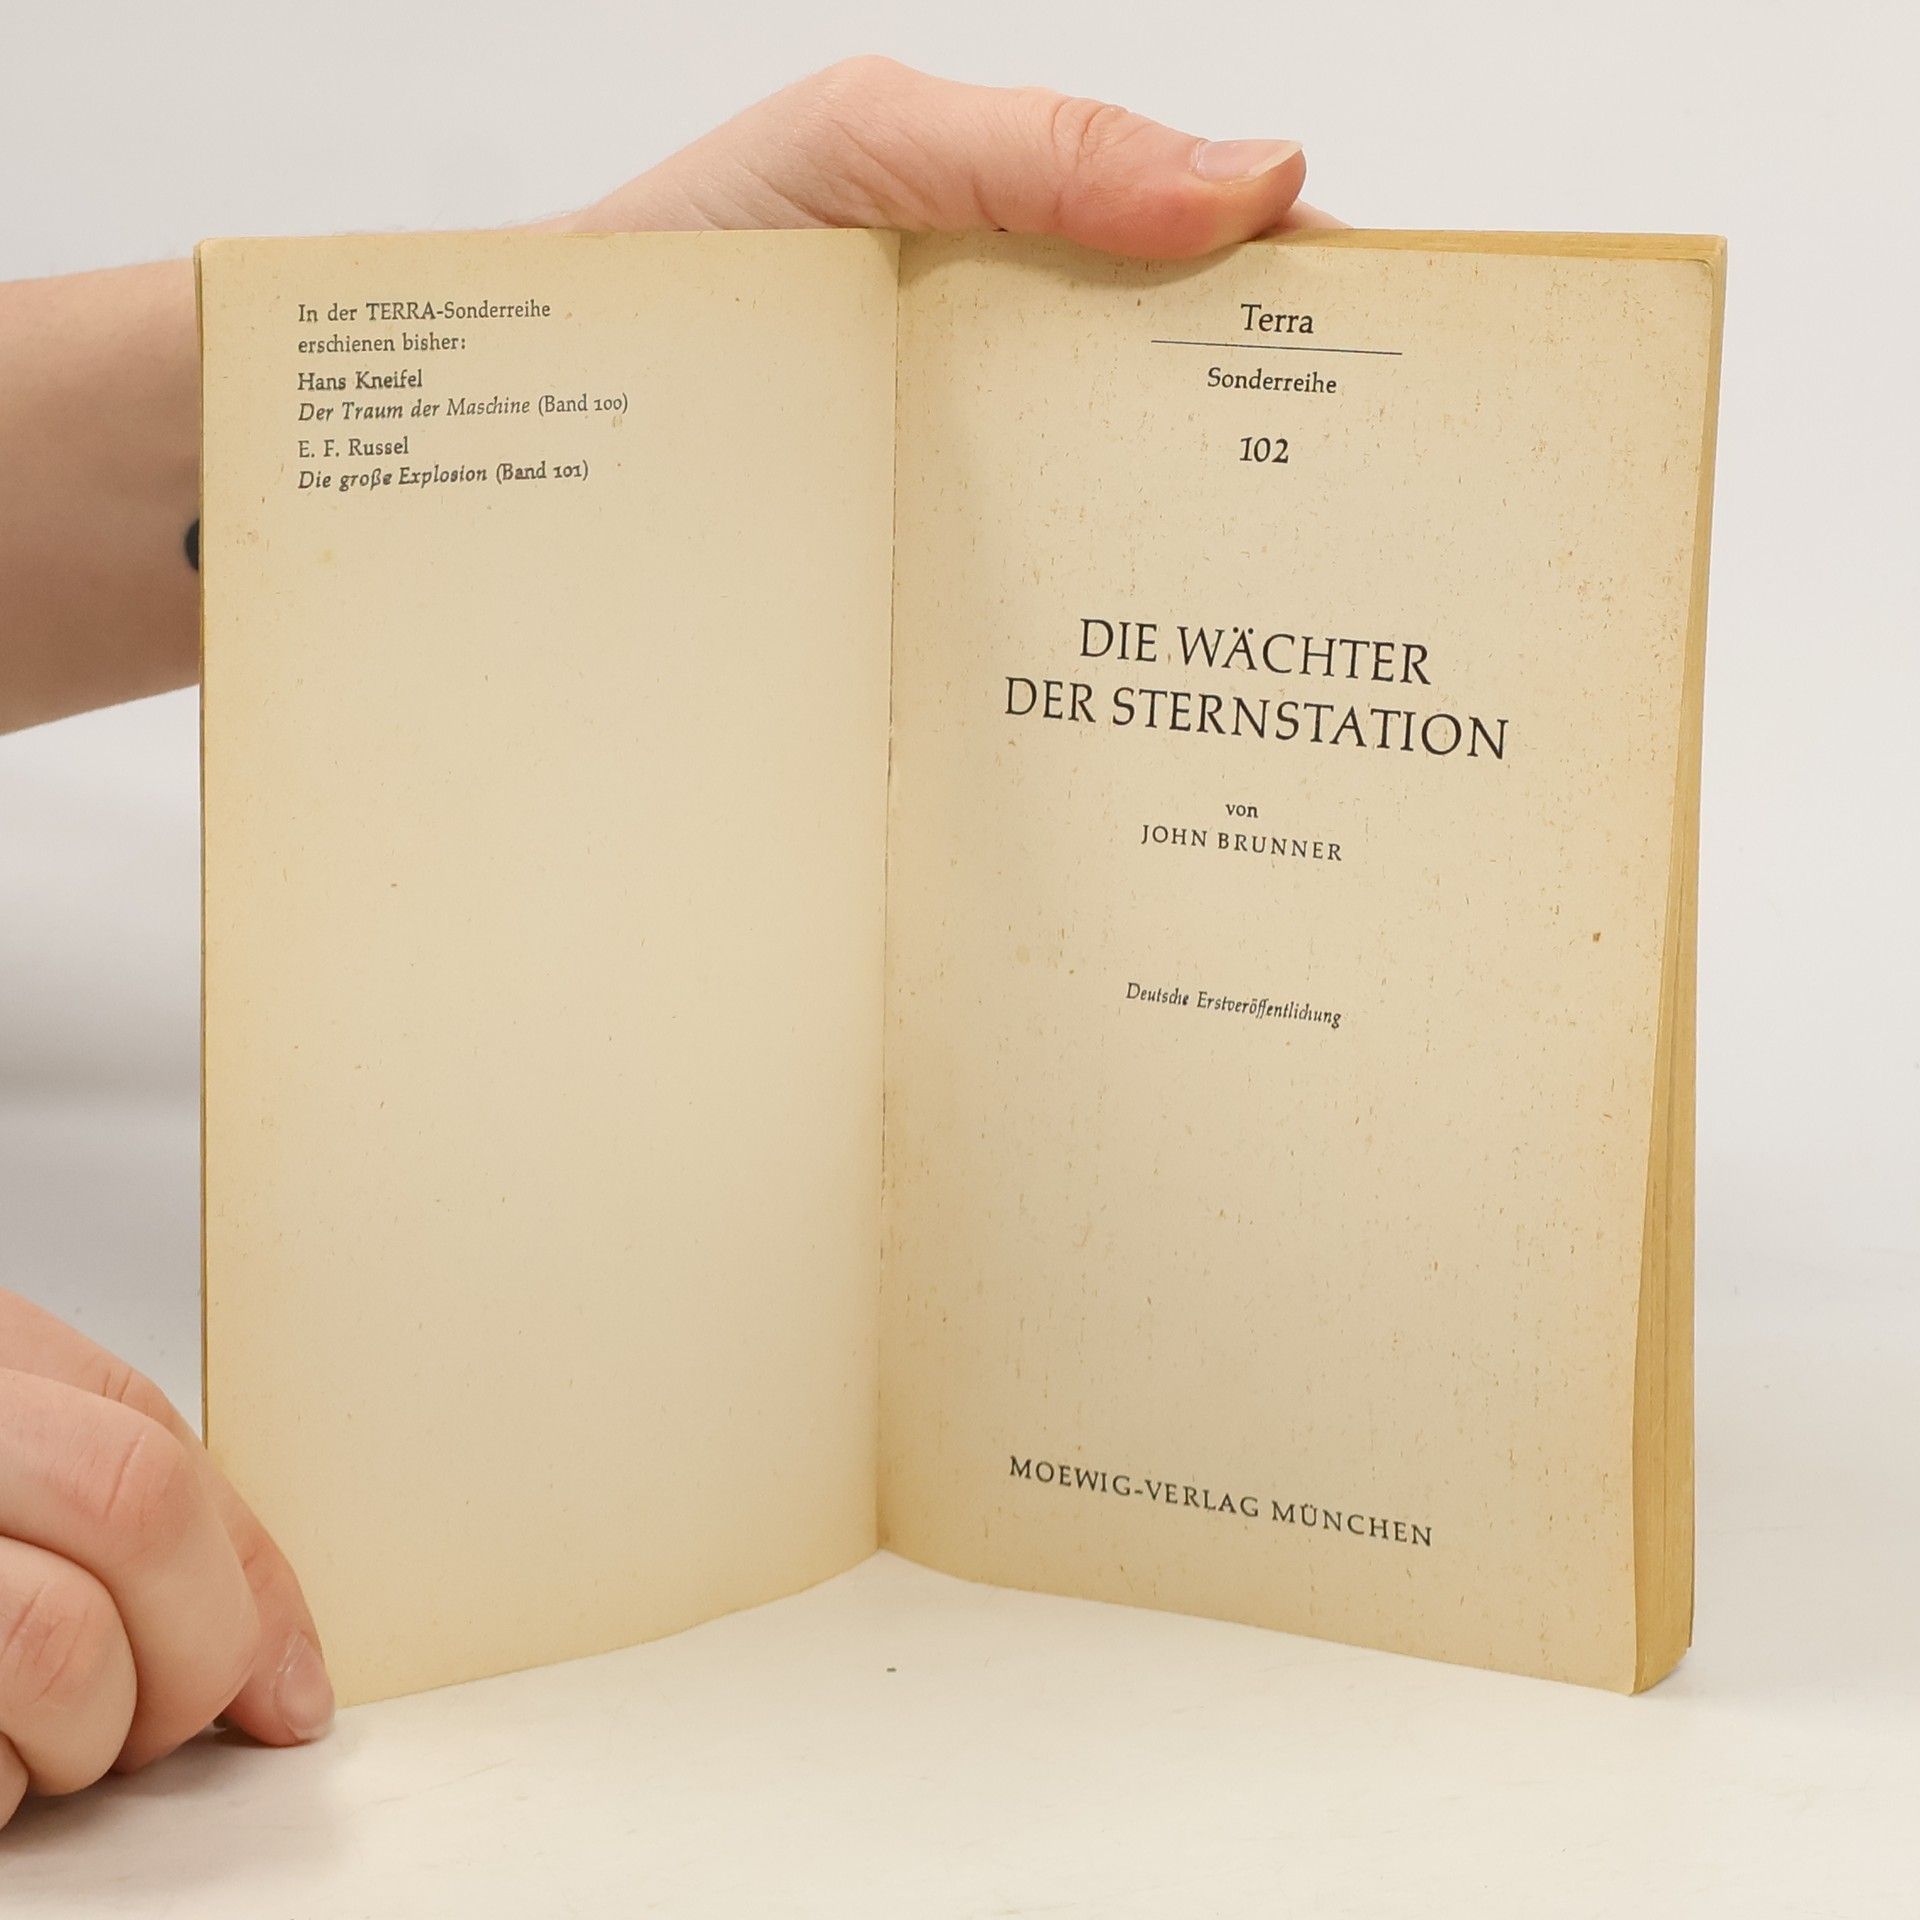 In der TERRA-Sonderreihe
erschienen bisher:
Hans Kneifel
Der Traum der Maschine (Band 100)
E. F. Russel
Die große Explosion (Band 101)
Terra
Sonderreihe
102
DIE WÄCHTER
DER STERNSTATION
von
JOHN BRUNNER
Deutsche Erstveröffentlichung
MOEWIG-VERLAG MÜNCHEN